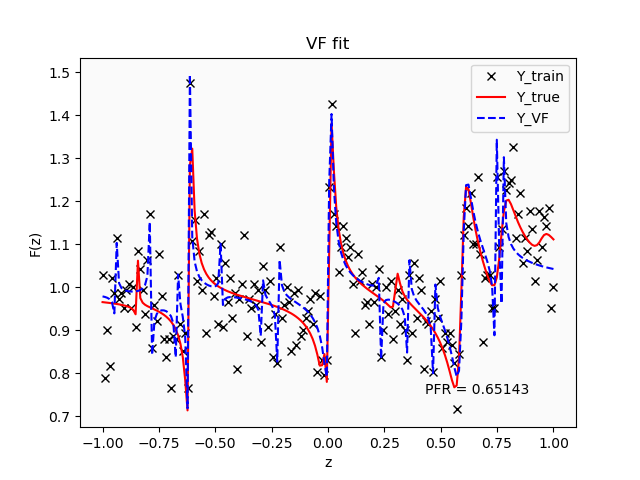 VF fit
Y_train
Y_true
Y_VF
F(z)
1.5
1.4
1.3
1.2
1.1
1.0
0.9
0.8
0.7
PFR = 0.65143
−1.00 −0.75 −0.50 −0.25 0.00 0.25 0.50 0.75 1.00
z